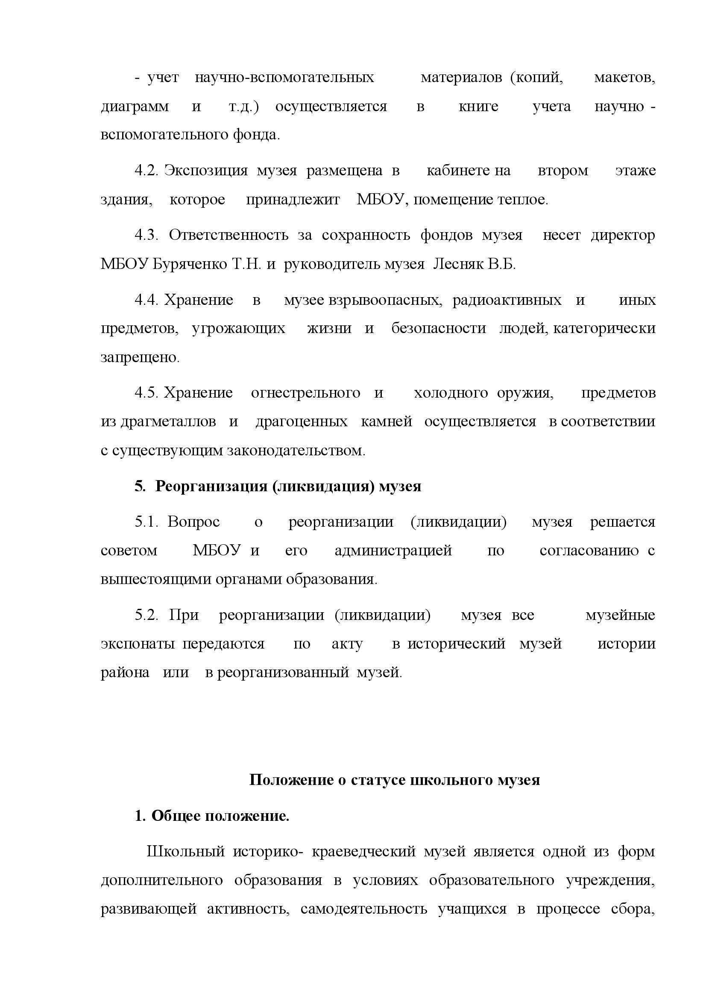 - учет научно-вспомогательных материалов (копий, макетов,
диаграмм и т.д.) осуществляется в книге учета научно -
вспомогательного фонда.
4.2. Экспозиция музея размещена в кабинете на втором этаже
здания, которое принадлежит МБОУ, помещение теплое.
4.3. Ответственность за сохранность фондов музея несет директор
МБОУ Буряченко Т.Н. и руководитель музея Лесняк В.Б.
4.4. Хранение в музее взрывоопасных, радиоактивных и иных
предметов, угрожающих жизни и безопасности людей, категорически
запрещено.
4.5. Хранение огнестрельного и холодного оружия, предметов
из драгметаллов и драгоценных камней осуществляется в соответствии
с существующим законодательством.
5. Реорганизация (ликвидация) музея
5.1. Вопрос о реорганизации (ликвидации) музея решается
советом МБОУ и его администрацией по согласованию с
вышестоящими органами образования.
5.2. При реорганизации (ликвидации) музея все музейные
экспонаты передаются по акту в исторический музей истории
района или в реорганизованный музей.
Положение о статусе школьного музея
1. Общее положение.
Школьный историко- краеведческий музей является одной из форм
дополнительного образования в условиях образовательного учреждения,
развивающей активность, самодеятельность учащихся в процессе сбора,